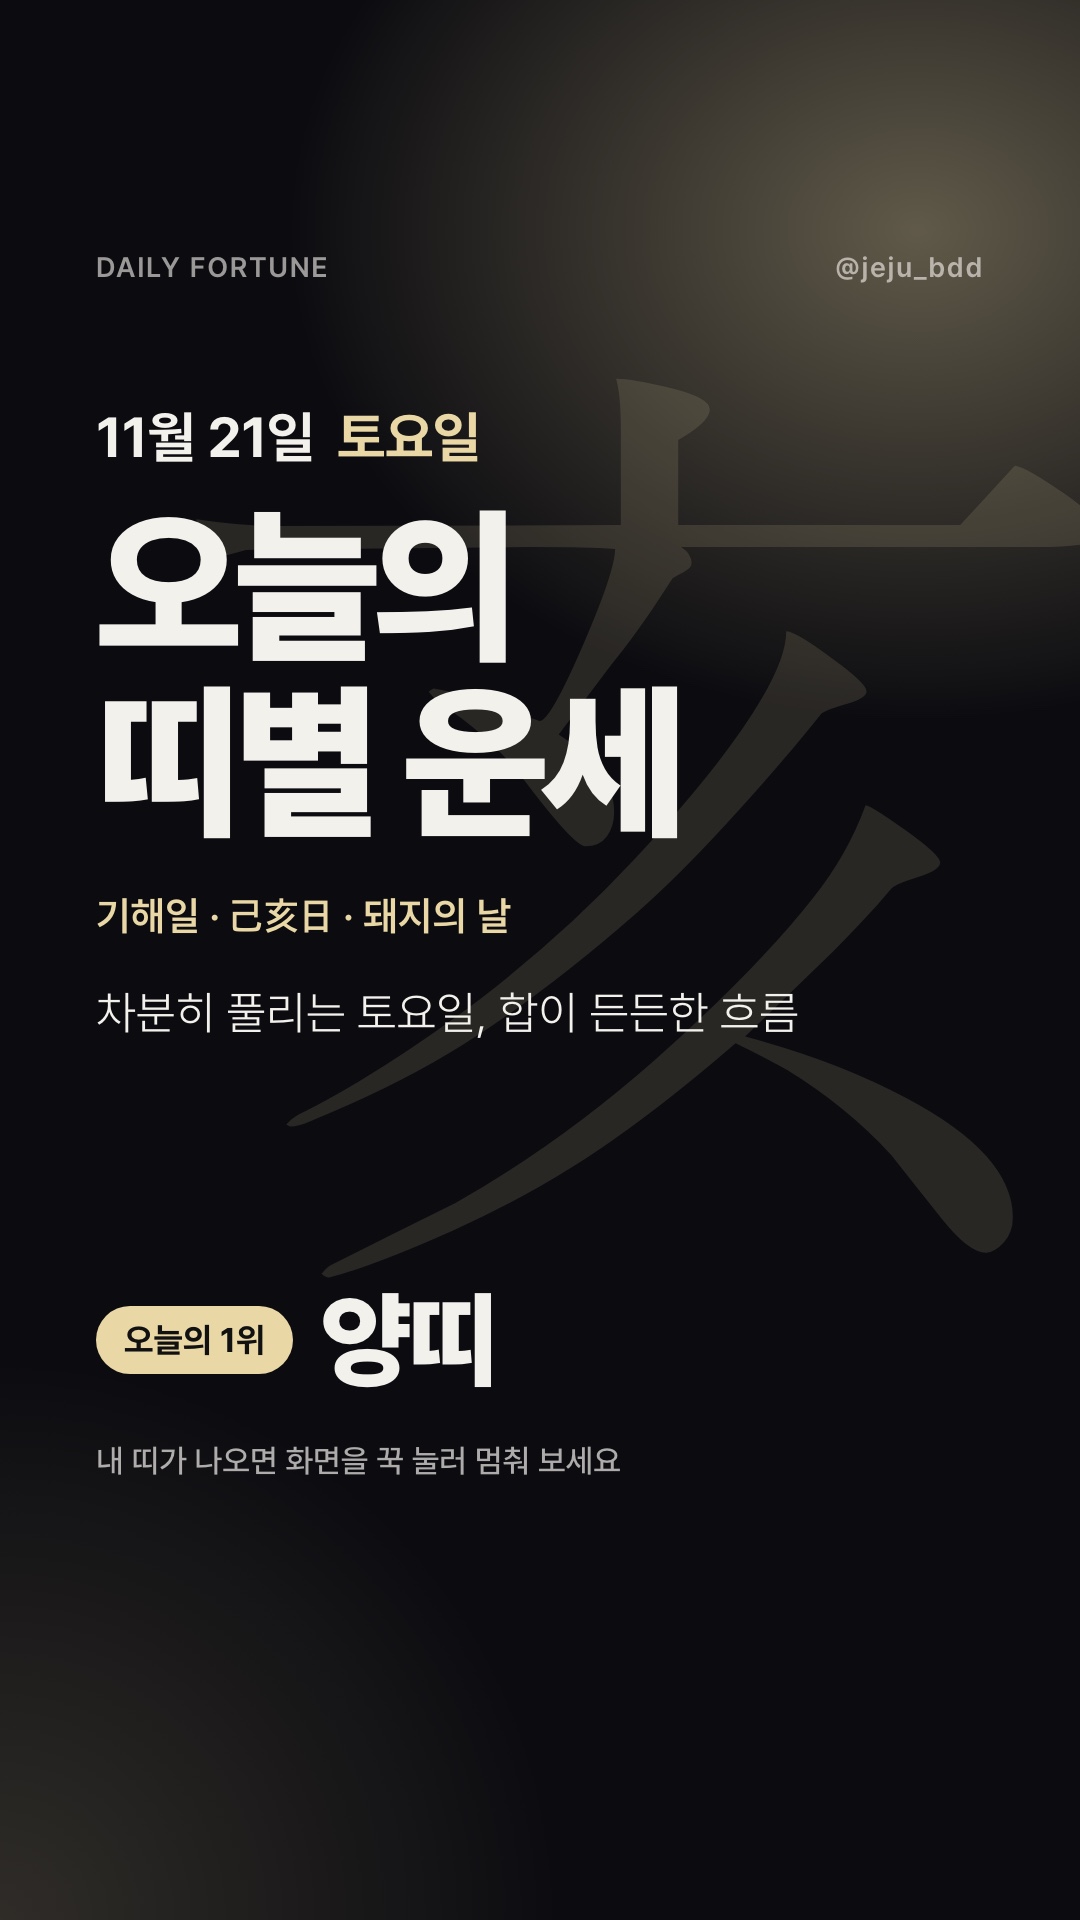 DAILY FORTUNE
@jeju_bdd
11월 21일 토요일
오늘의
띠별 운세
기해일 · 己亥日 · 돼지의 날
차분히 풀리는 토요일, 합이 든든한 흐름
亥
오늘의 1위 양띠
내 띠가 나오면 화면을 꾹 눌러 멈춰 보세요